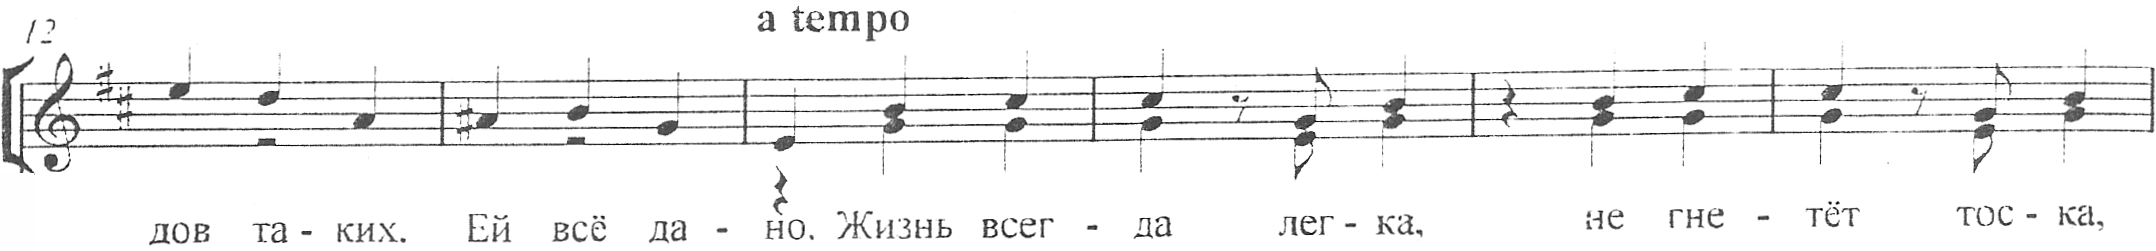 12
a tempo
дов та - ких. Ей всё да - но. Жизнь всег - да лег - ка, не гне - тёт тос - ка,